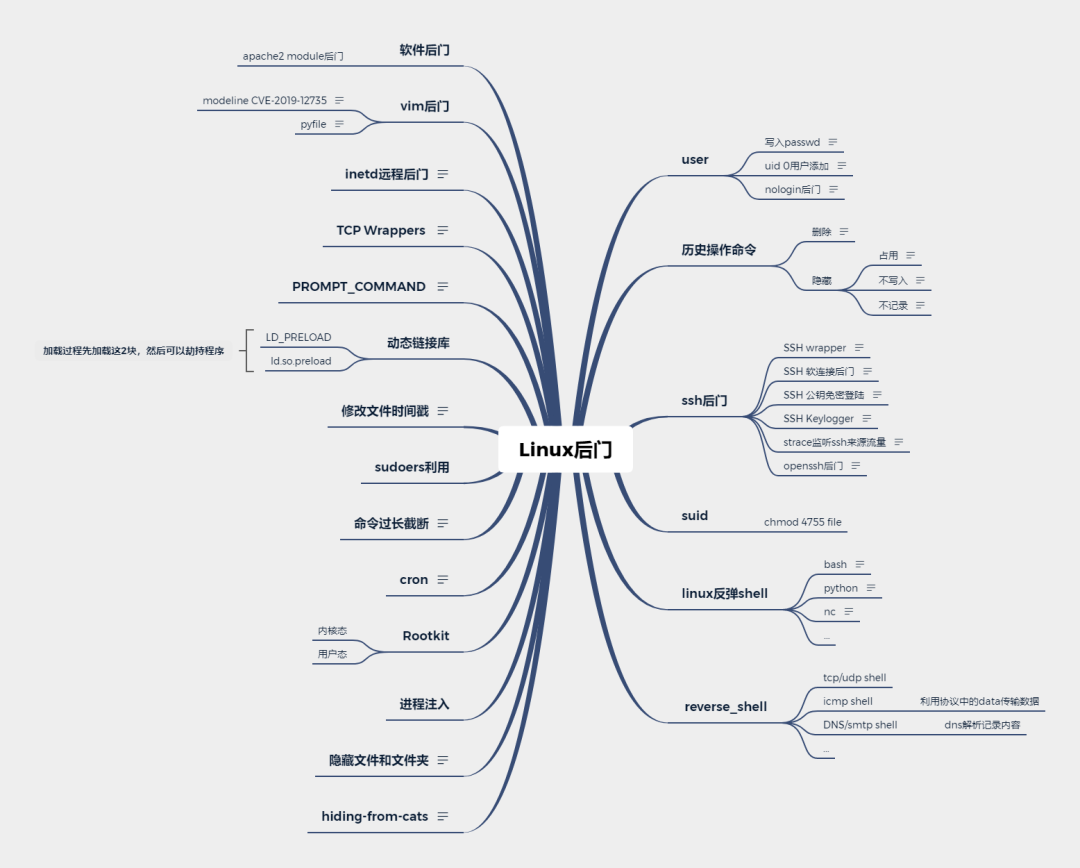 Linux后门
软件后门
apache2 module后门
vim后门
modeline CVE-2019-12735
pyfile
inetd远程后门
TCP Wrappers
PROMPT_COMMAND
动态链接库
LD_PRELOAD
ld.so.preload
加载过程先加载这2块，然后可以劫持程序
修改文件时间戳
sudoers利用
命令过长截断
cron
Rootkit
内核态
用户态
进程注入
隐藏文件和文件夹
hiding-from-cats
user
写入passwd
uid 0用户添加
nologin后门
历史操作命令
删除
隐藏
占用
不写入
不记录
ssh后门
SSH wrapper
SSH 软连接后门
SSH 公钥免密登陆
SSH Keylogger
strace监听ssh来源流量
openssh后门
suid
chmod 4755 file
linux反弹shell
bash
python
nc
...
reverse_shell
tcp/udp shell
icmp shell
利用协议中的data传输数据
DNS/smtp shell
dns解析记录内容
...